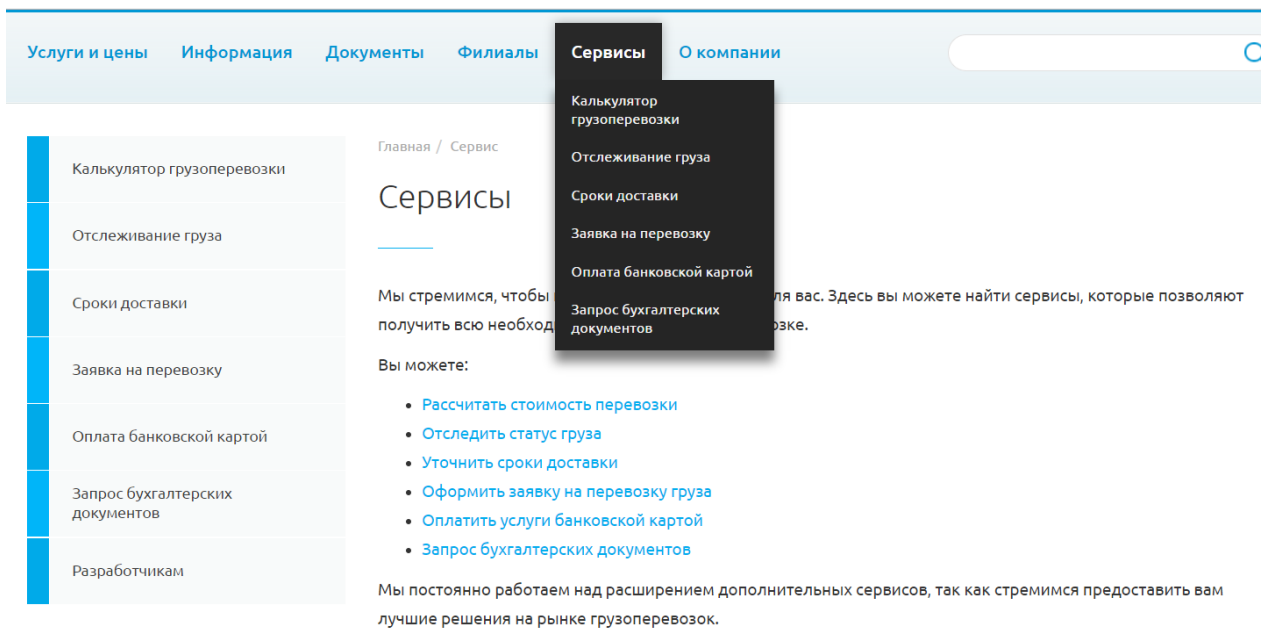 Услуги и цены Информация Документы Филиалы Сервисы О компании
Калькулятор
грузоперевозки
Отслеживание груза
Сроки доставки
Заявка на перевозку
Оплата банковской картой
Запрос бухгалтерских
документов
Калькулятор грузоперевозки
Отслеживание груза
Сроки доставки
Заявка на перевозку
Оплата банковской картой
Запрос бухгалтерских
документов
Разработчикам
Главная / Сервис
Сервисы
Мы стремимся, чтобы вас. Здесь вы можете найти сервисы, которые позволяют
получить всю
Вы можете:
• Рассчитать стоимость перевозки
• Отследить статус груза
• Уточнить сроки доставки
• Оформить заявку на перевозку груза
• Оплатить услуги банковской картой
• Запрос бухгалтерских документов
Мы постоянно работаем над расширением дополнительных сервисов, так как стремимся предоставить вам
лучшие решения на рынке грузоперевозок.